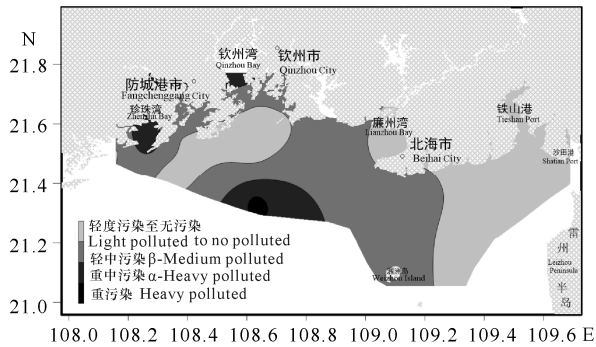 N
21.8
21.6
21.4
21.2
21.0
钦州湾
Qinzhou Bay
钦州市
Qinzhou City
防城港市
Fangchenggang City
珍珠湾
Zhenzhu Bay
廉州湾
Lianzhou Bay
北海市
Beihai City
铁山港
Tieshan Port
沙田港
Shatian Port
雷
州
Leizhou
Peninsula
半
岛
Weizhou Island
轻度污染至无污染
Light polluted to no polluted
轻中污染β-Medium polluted
重中污染α-Heavy polluted
重污染 Heavy polluted
108.0 108.2 108.4 108.6 108.8 109.0 109.2 109.4 109.6 E